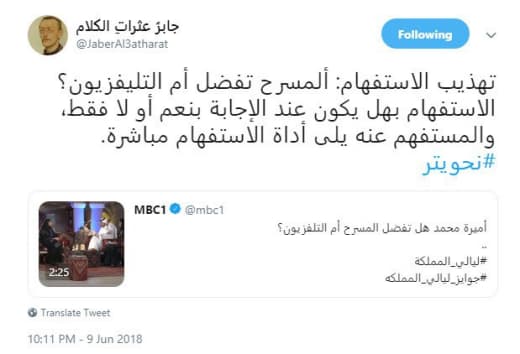 جابرُ عثراتِ الكلام
@JaberAl3atharat
Following
تهذيب الاستفهام: ألمسرح تفضل أم التليفزيون؟
الاستفهام بهل يكون عند الإجابة بنعم أو لا فقط،
والمستفهم عنه يلى أداة الاستفهام مباشرة.
#نحويتر
MBC1 @mbc1
أميرة محمد هل تفضل المسرح أم التلفزيون؟
..
#ليالي_المملكة
#جوايز_ليالي_المملكه
2:25
Translate Tweet
10:11 PM - 9 Jun 2018